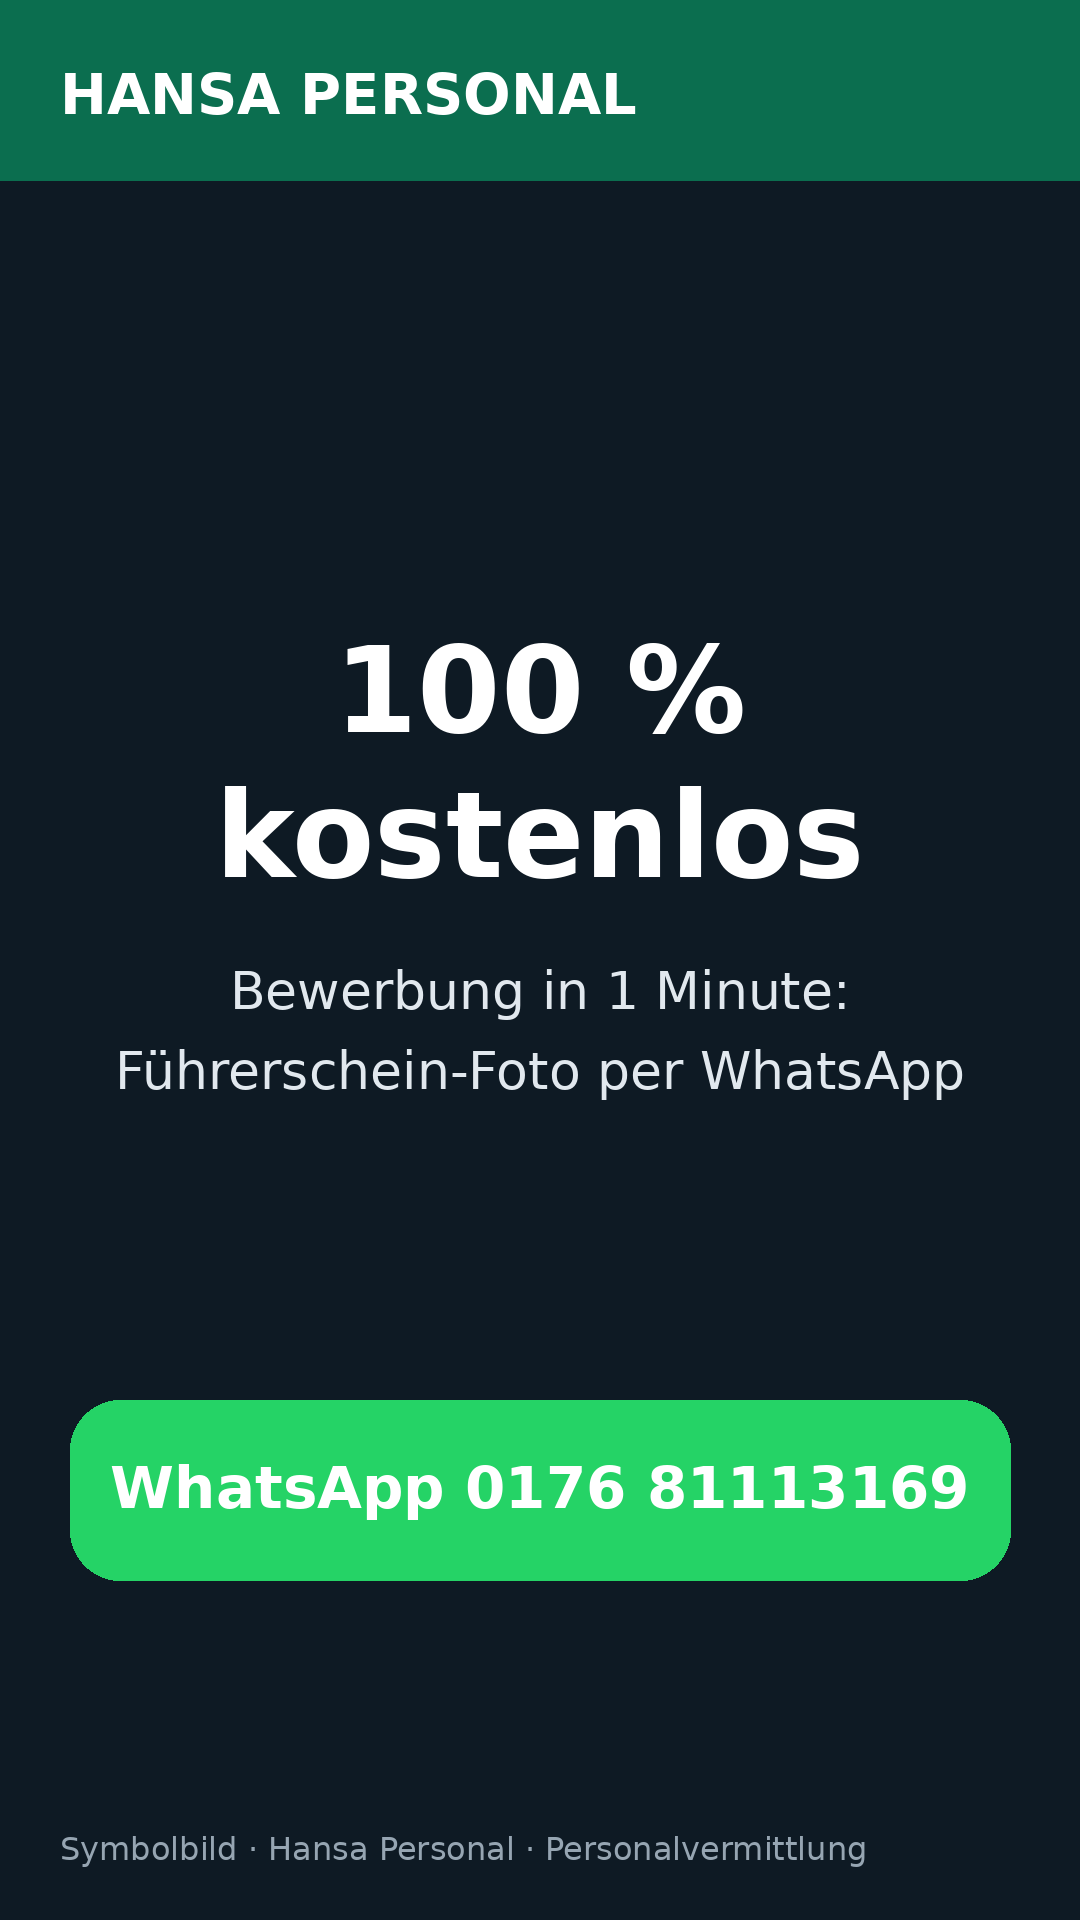 HANSA PERSONAL
100 %
kostenlos
Bewerbung in 1 Minute:
Führerschein-Foto per WhatsApp
WhatsApp 0176 81113169
Symbolbild · Hansa Personal · Personalvermittlung